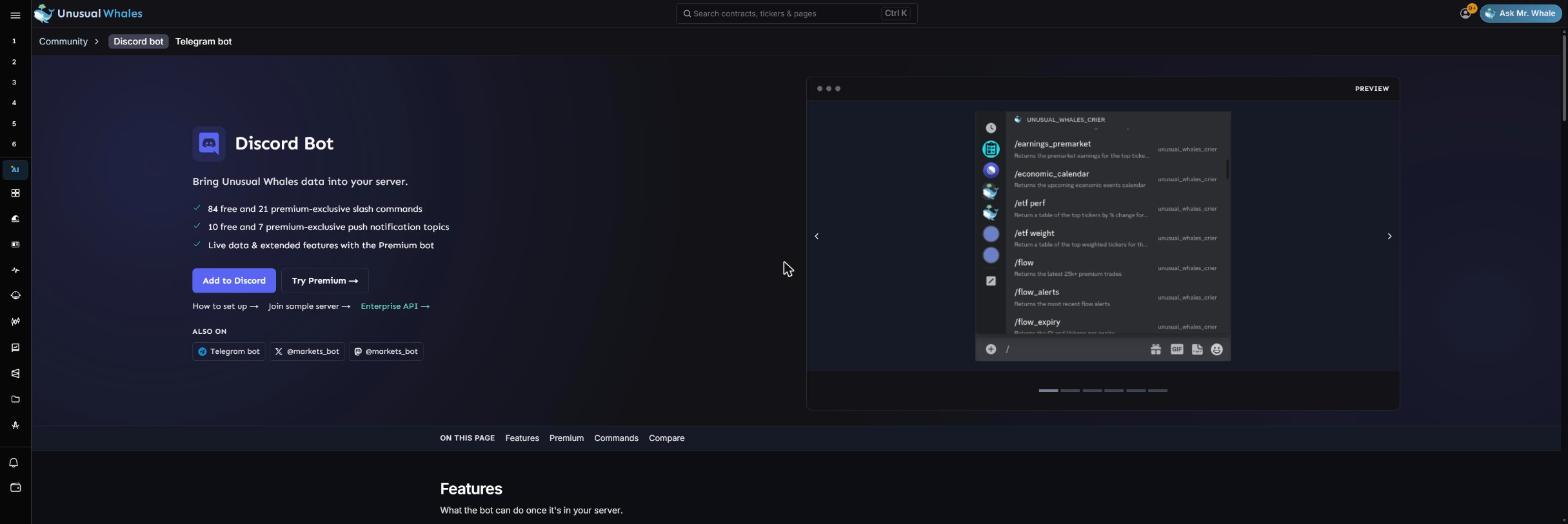 Unusual Whales
Search contracts, tickers & pages
Ctrl K
9+
Ask Mr. Whale
Community
Discord bot
Telegram bot
1
2
3
4
5
6
AI
Discord Bot
Bring Unusual Whales data into your server.
84 free and 21 premium-exclusive slash commands
10 free and 7 premium-exclusive push notification topics
Live data & extended features with the Premium bot
Add to Discord
Try Premium →
How to set up →
Join sample server →
Enterprise API →
ALSO ON
Telegram bot
@markets_bot
@markets_bot
PREVIEW
UNUSUAL_WHALES_CRIER
/earnings_premarket
Returns the premarket earnings for the top ticke...
unusual_whales_crier
/economic_calendar
Returns the upcoming economic events calendar
unusual_whales_crier
/etf perf
Return a table of the top tickers by % change for...
unusual_whales_crier
/etf weight
Return a table of the top weighted tickers for th...
unusual_whales_crier
/flow
Returns the latest 25k+ premium trades
unusual_whales_crier
/flow_alerts
Returns the most recent flow alerts
unusual_whales_crier
/flow_expiry
unusual_whales_crier
/
GIF
ON THIS PAGE
Features
Premium
Commands
Compare
Features
What the bot can do once it's in your server.